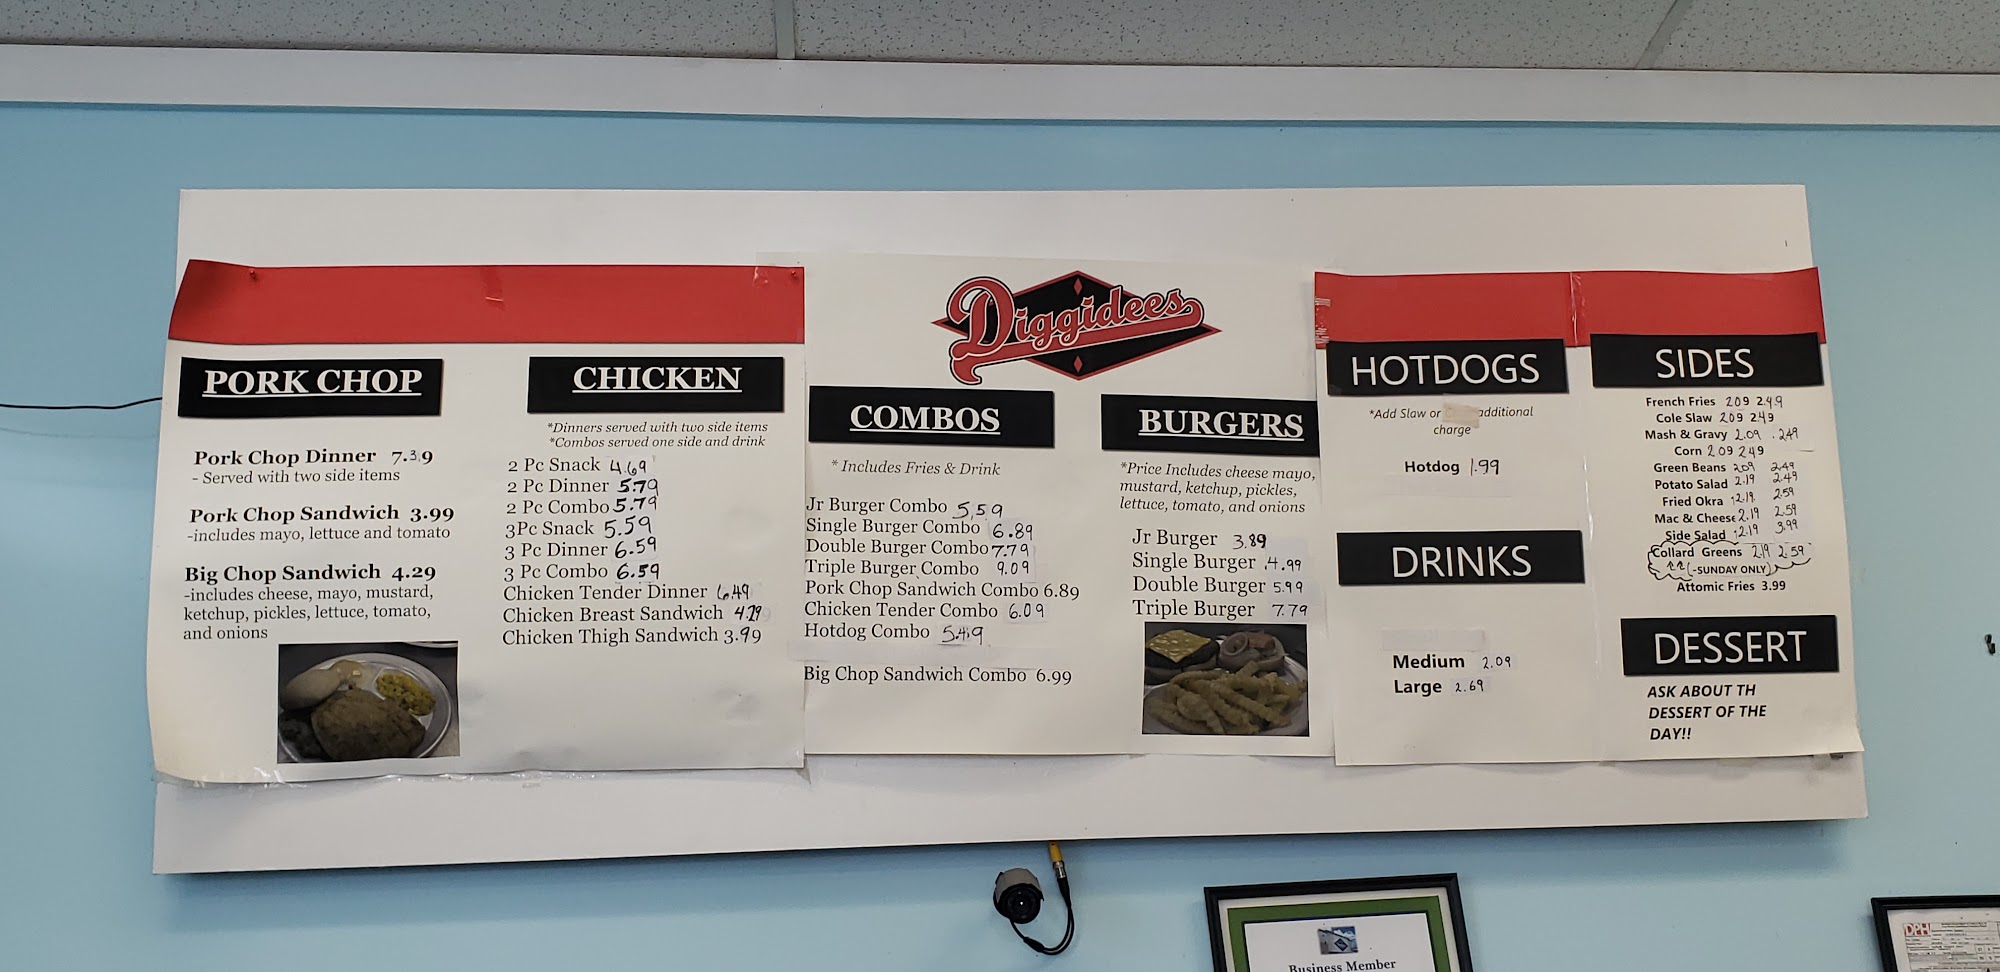 PORK CHOP
Pork Chop Dinner 7.39
- Served with two side items
Pork Chop Sandwich 3.99
-includes mayo, lettuce and tomato
Big Chop Sandwich 4.29
-includes cheese, mayo, mustard,
ketchup, pickles, lettuce, tomato,
and onions
CHICKEN
*Dinners served with two side items
*Combos served one side and drink
2 Pc Snack 4.69
2 Pc Dinner 5.79
2 Pc Combo 5.79
3Pc Snack 5.59
3 Pc Dinner 6.59
3 Pc Combo 6.59
Chicken Tender Dinner 6.49
Chicken Breast Sandwich 4.29
Chicken Thigh Sandwich 3.99
Diggidees
COMBOS
* Includes Fries & Drink
Jr Burger Combo 5.59
Single Burger Combo 6.89
Double Burger Combo 7.79
Triple Burger Combo 9.09
Pork Chop Sandwich Combo 6.89
Chicken Tender Combo 6.09
Hotdog Combo 5.49
Big Chop Sandwich Combo 6.99
BURGERS
*Price Includes cheese mayo,
mustard, ketchup, pickles,
lettuce, tomato, and onions
Jr Burger 3.89
Single Burger 4.99
Double Burger 5.99
Triple Burger 7.79
HOTDOGS
*Add Slaw or additional
charge
Hotdog 1.99
DRINKS
Medium 2.09
Large 2.69
SIDES
French Fries 2.09 2.49
Cole Slaw 2.09 2.49
Mash & Gravy 2.09 .249
Corn 2.09 2.49
Green Beans 2.09 2.49
Potato Salad 2.19 2.49
Fried Okra 2.19 2.59
Mac & Cheese 2.19 2.59
Side Salad 2.19 3.99
Collard Greens 2.19 2.59
(-SUNDAY ONLY)
Attomic Fries 3.99
DESSERT
ASK ABOUT TH
DESSERT OF THE
DAY!!
Business Member
DPH